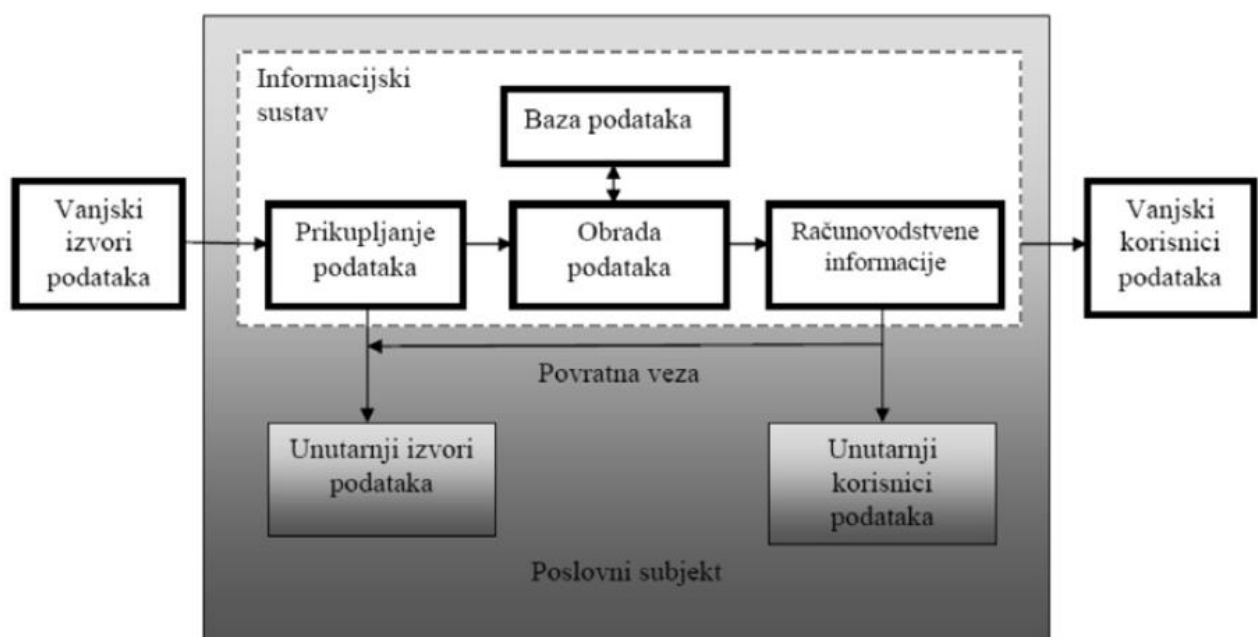 Informacijski
sustav
Baza podataka
Vanjski
izvori
podataka
Prikupljanje
podataka
Obrada
podataka
Računovodstvene
informacije
Vanjski
korisnici
podataka
Povratna veza
Unutarnji izvori
podataka
Unutarnji
korisnici
podataka
Poslovni subjekt